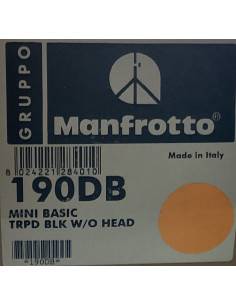 GRUPPO
Manfrotto®
Made in Italy
8 024221 284010
190DB
MINI BASIC
TRPD BLK W/O HEAD
*190DB*